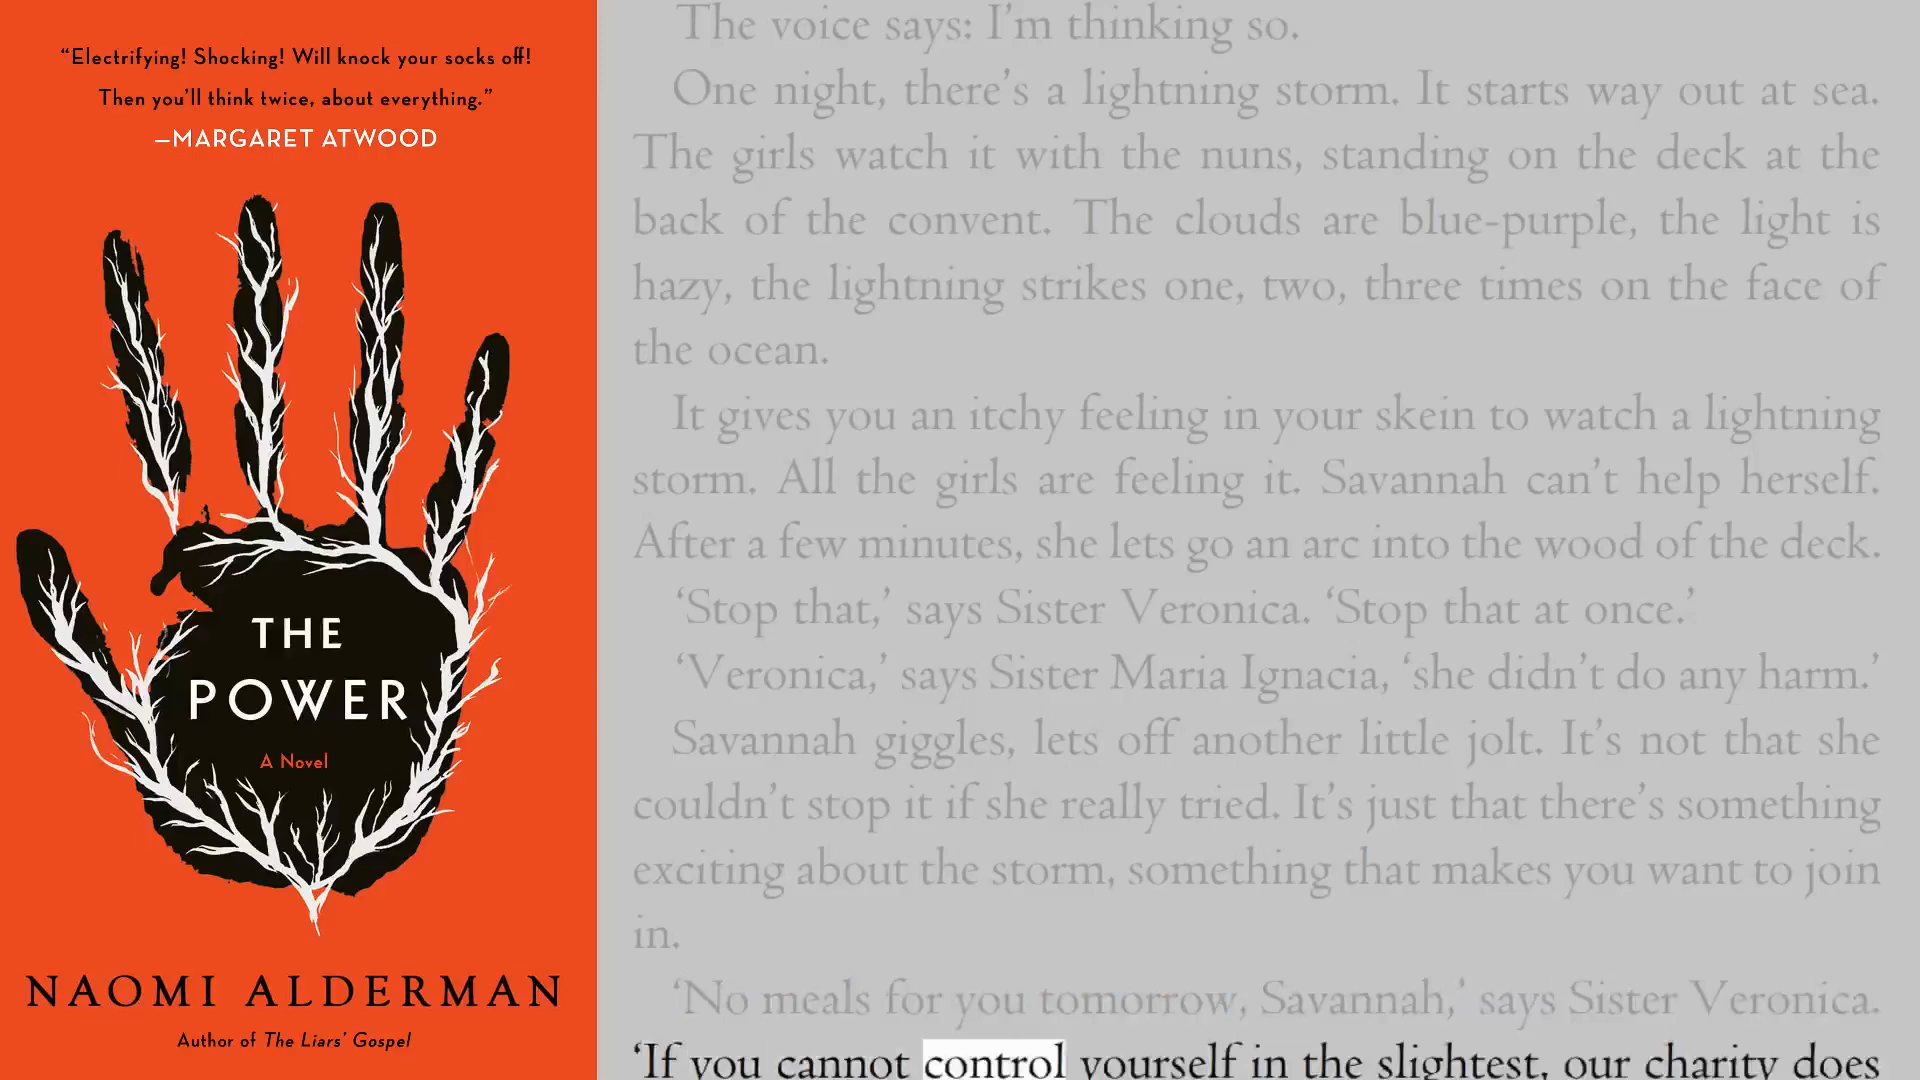 “Electrifying! Shocking! Will knock your socks off!
Then you’ll think twice, about everything.”
—MARGARET ATWOOD
THE
POWER
A Novel
NAOMI ALDERMAN
Author of The Liars’ Gospel
The voice says: I’m thinking so.
One night, there’s a lightning storm. It starts way out at sea.
The girls watch it with the nuns, standing on the deck at the
back of the convent. The clouds are blue-purple, the light is
hazy, the lightning strikes one, two, three times on the face of
the ocean.
It gives you an itchy feeling in your skein to watch a lightning
storm. All the girls are feeling it. Savannah can’t help herself.
After a few minutes, she lets go an arc into the wood of the deck.
‘Stop that,’ says Sister Veronica. ‘Stop that at once.’
‘Veronica,’ says Sister Maria Ignacia, ‘she didn’t do any harm.’
Savannah giggles, lets off another little jolt. It’s not that she
couldn’t stop it if she really tried. It’s just that there’s something
exciting about the storm, something that makes you want to join
in.
‘No meals for you tomorrow, Savannah,’ says Sister Veronica.
‘If you cannot control yourself in the slightest, our charity does